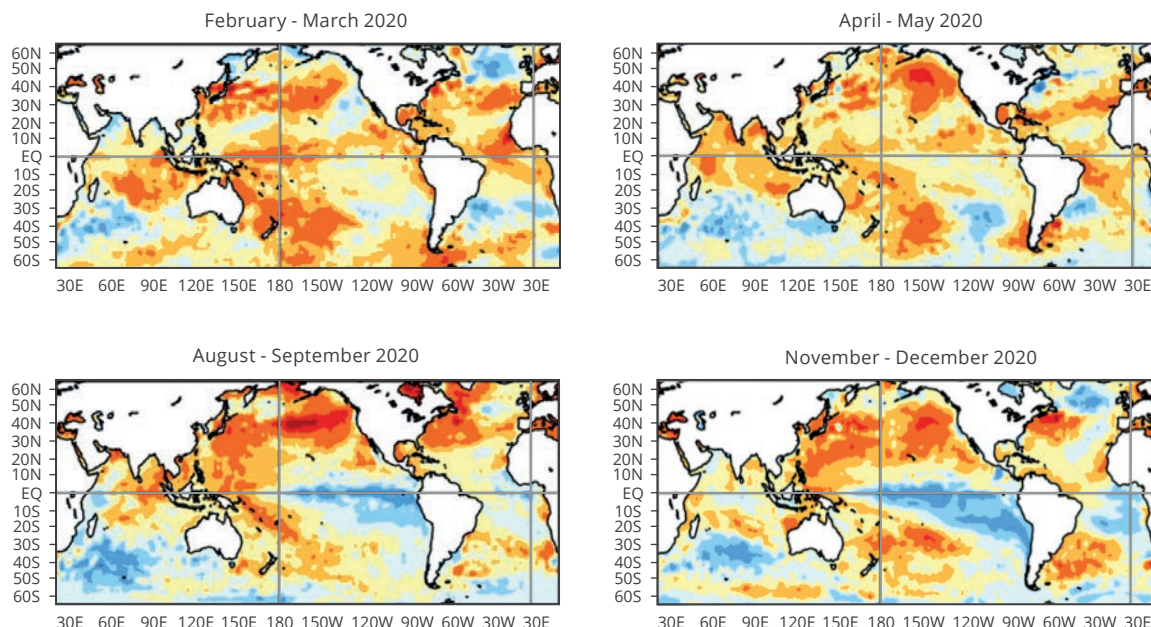 February - March 2020
60N
50N
40N
30N
20N
10N
EQ
10S
20S
30S
40S
50S
60S
30E 60E 90E 120E 150E 180 150W 120W 90W 60W 30W 30E
April - May 2020
60N
50N
40N
30N
20N
10N
EQ
10S
20S
30S
40S
50S
60S
30E 60E 90E 120E 150E 180 150W 120W 90W 60W 30W 30E
August - September 2020
60N
50N
40N
30N
20N
10N
EQ
10S
20S
30S
40S
50S
60S
30E 60E 90E 120E 150E 180 150W 120W 90W 60W 30W 30E
November - December 2020
60N
50N
40N
30N
20N
10N
EQ
10S
20S
30S
40S
50S
60S
30E 60E 90E 120E 150E 180 150W 120W 90W 60W 30W 30E